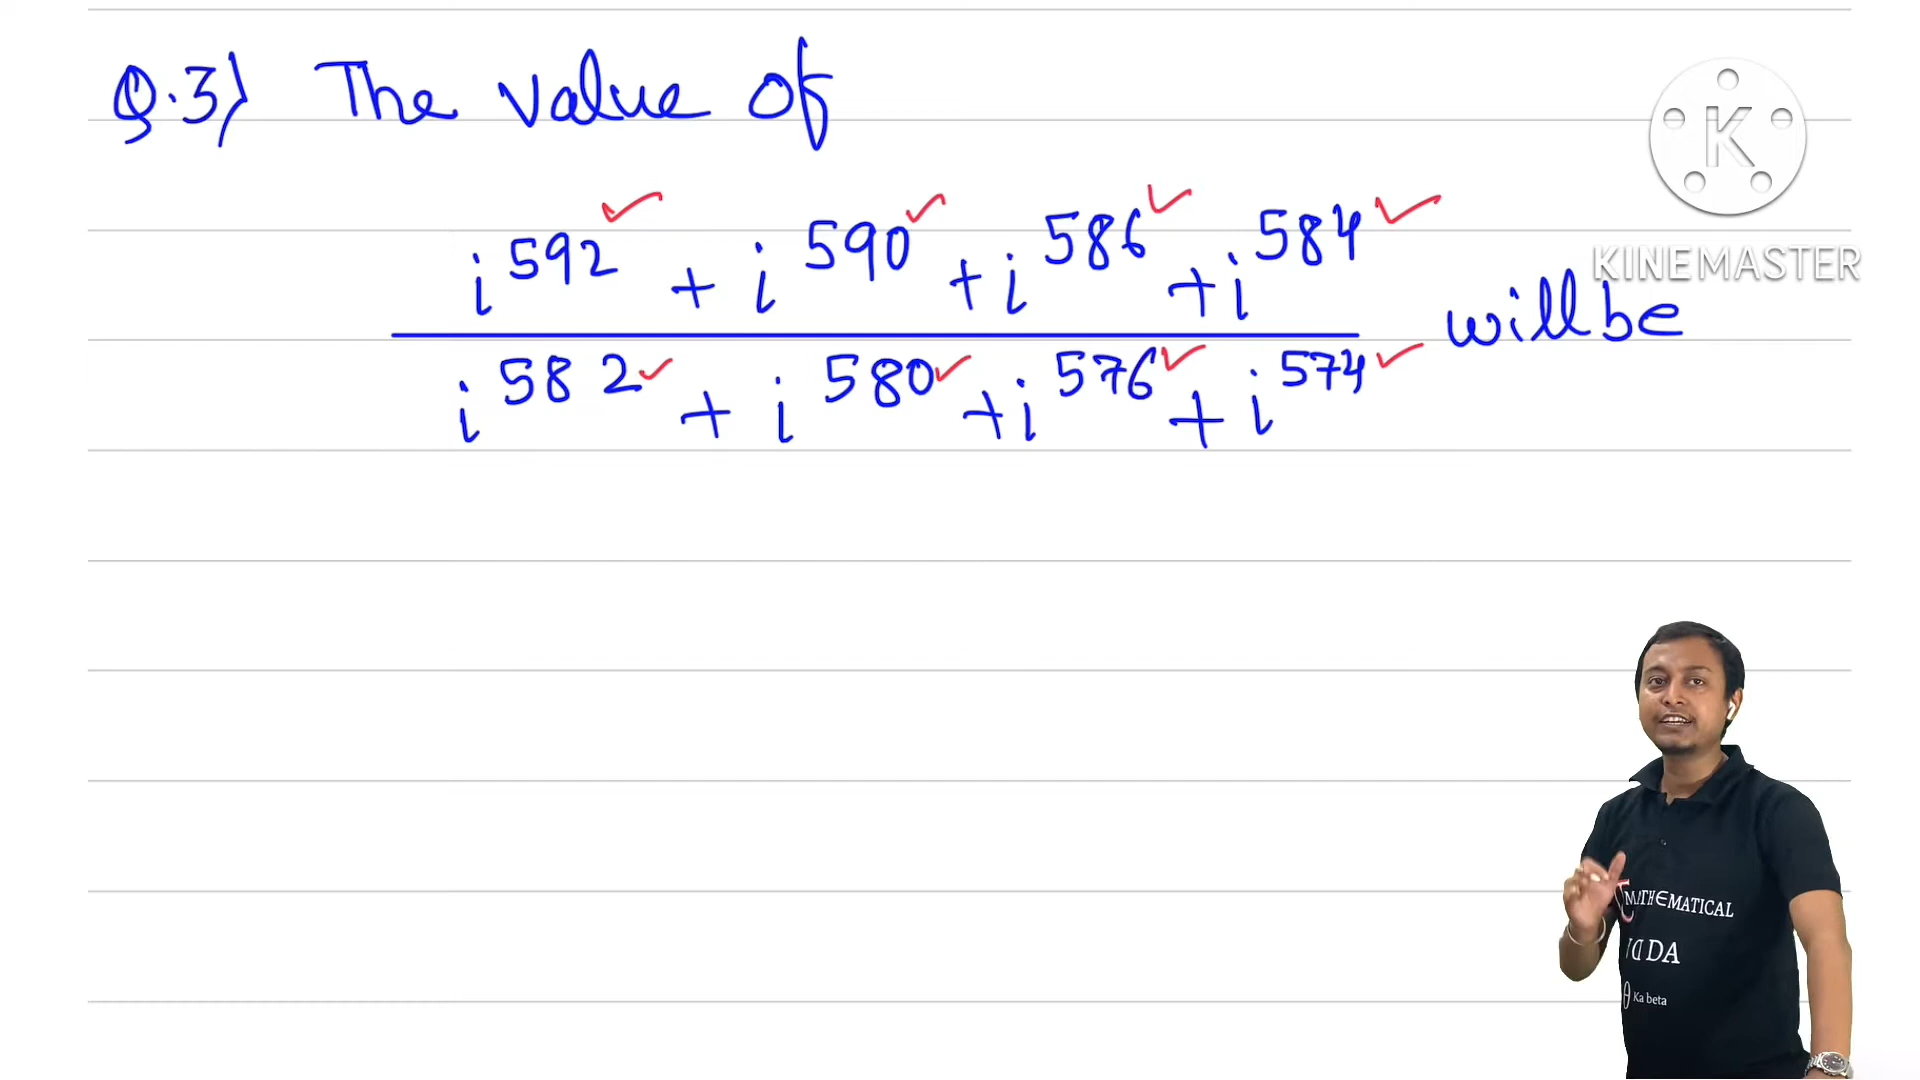 Q.3) The value of
K
KINEMASTER
i^592 + i^590 + i^586 + i^584
will be
i^582 + i^580 + i^576 + i^574
MATHEMATICAL
DA
θ Ka beta